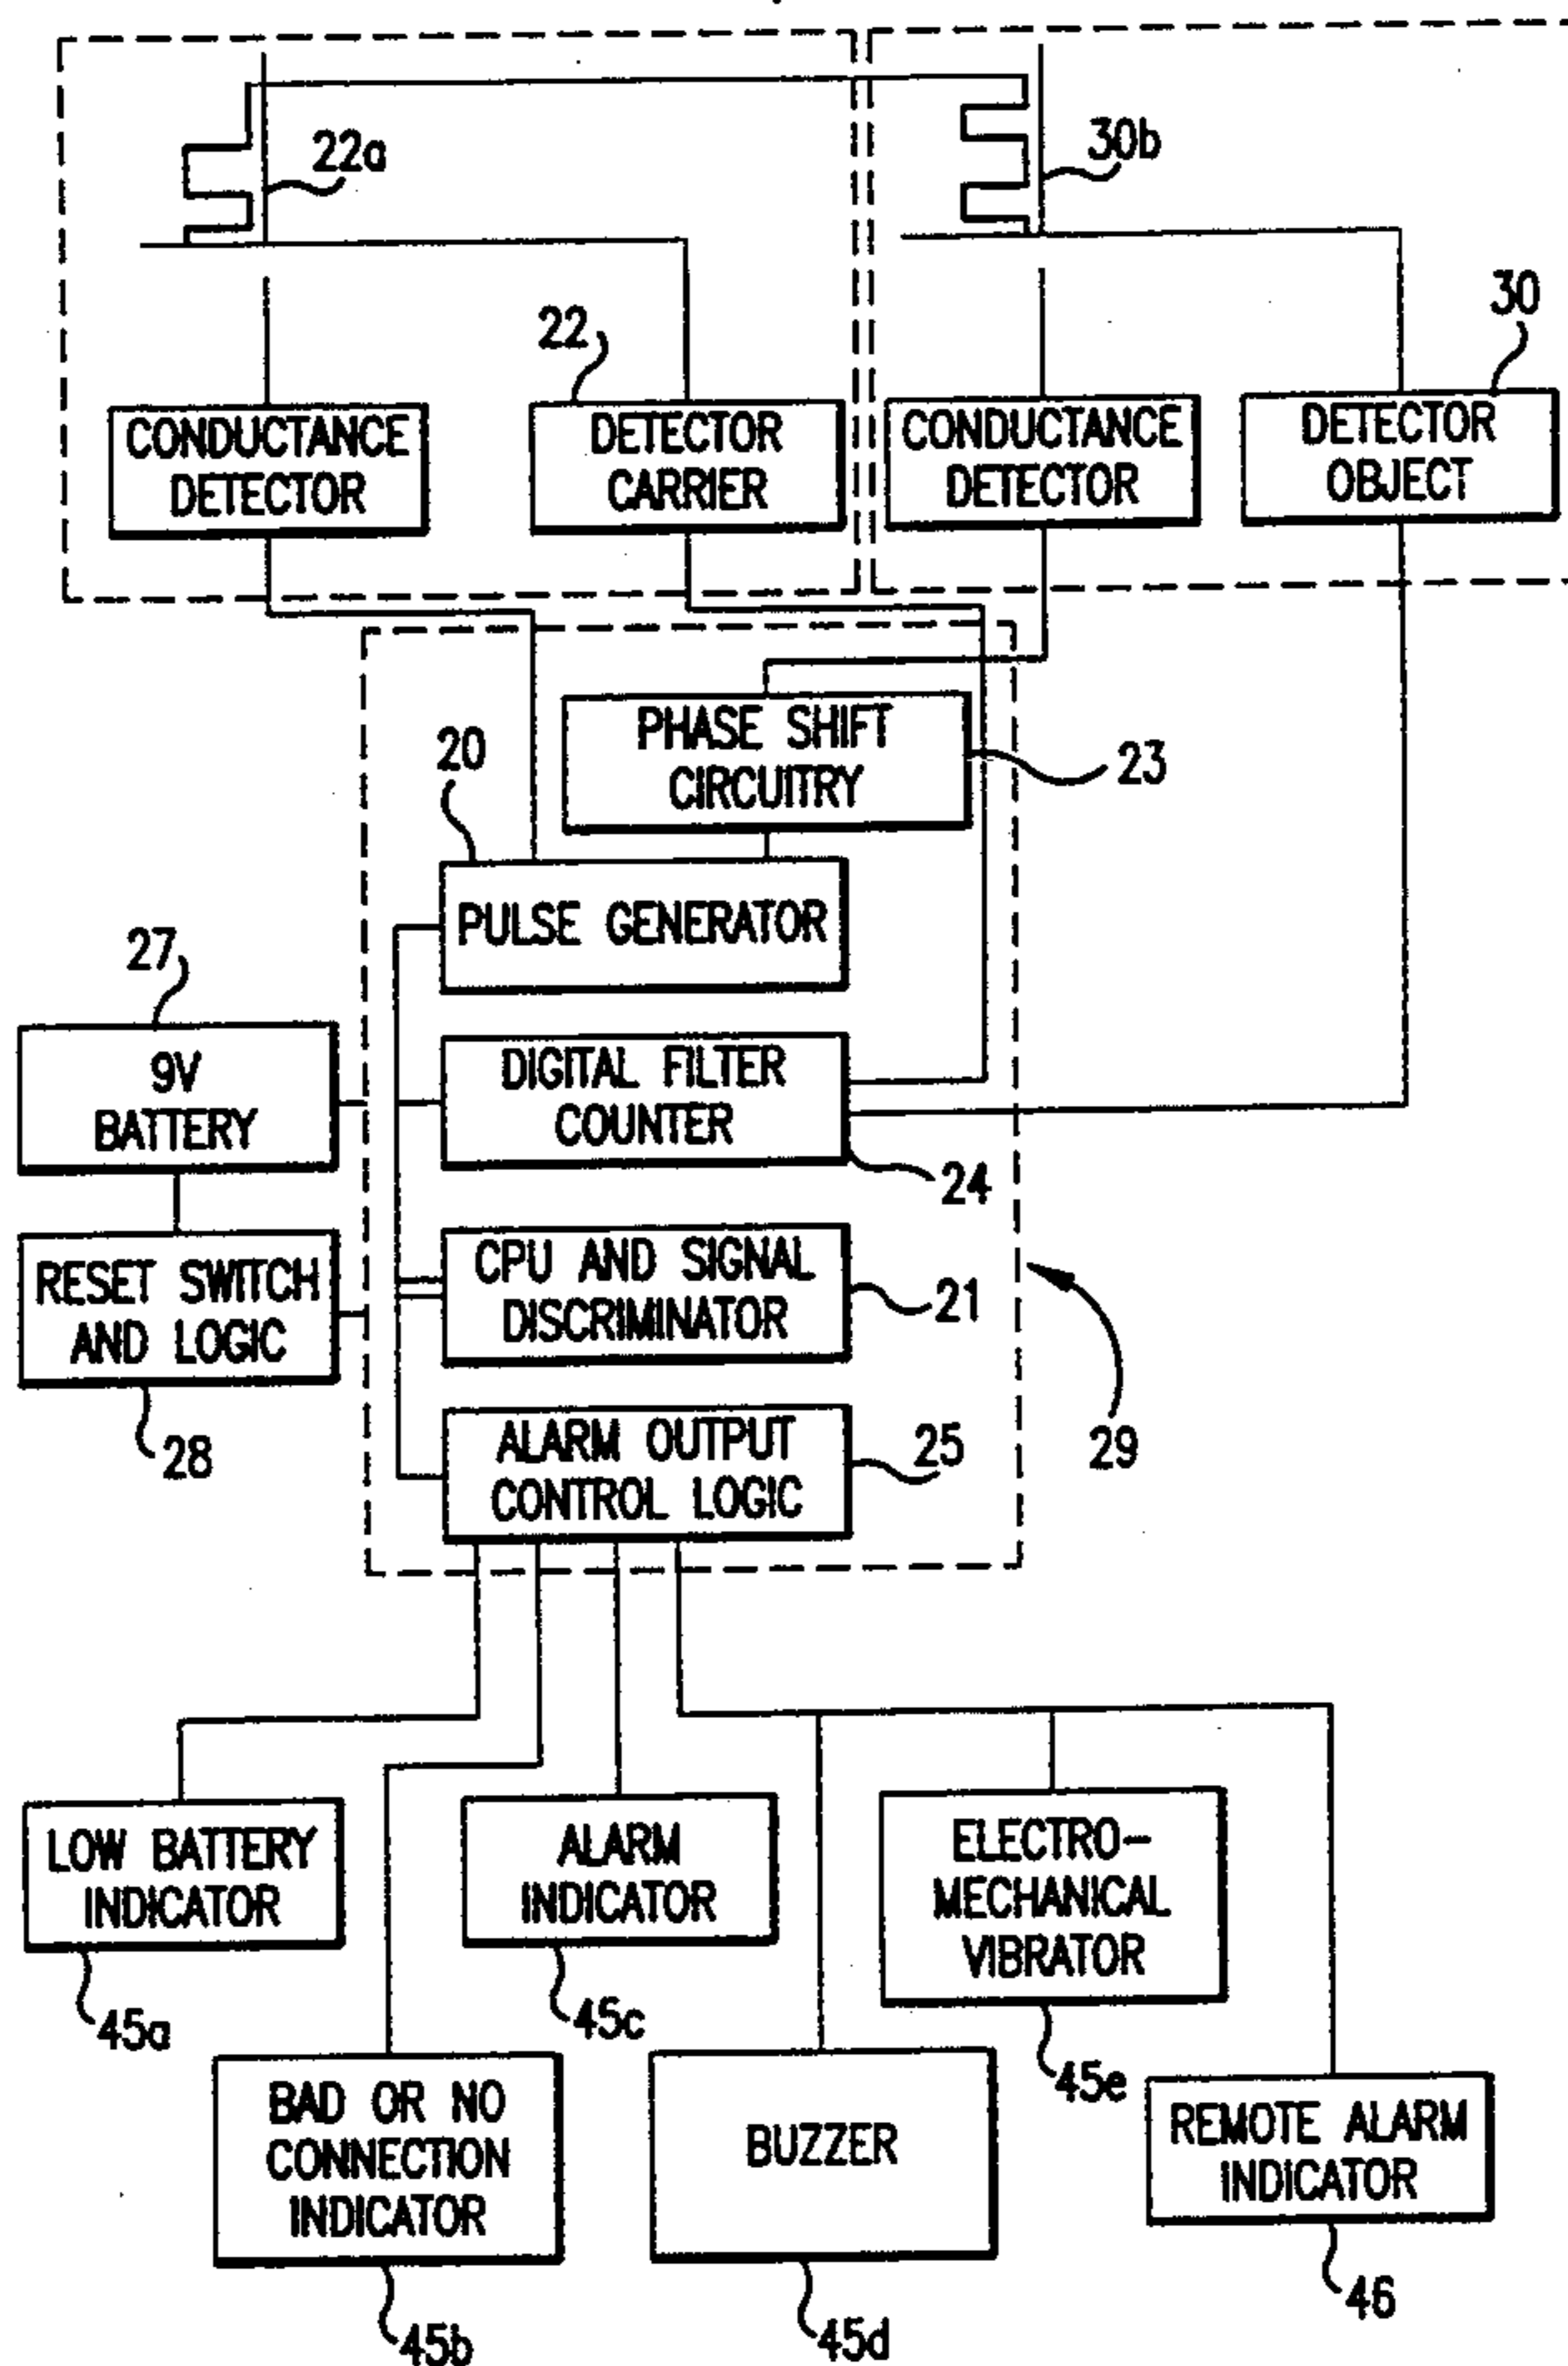 22a
30b
22
30
CONDUCTANCE
DETECTOR
DETECTOR
CARRIER
CONDUCTANCE
DETECTOR
DETECTOR
OBJECT
PHASE SHIFT
CIRCUITRY
23
20
PULSE GENERATOR
27
9V
BATTERY
DIGITAL FILTER
COUNTER
24
RESET SWITCH
AND LOGIC
28
CPU AND SIGNAL
DISCRIMINATOR
21
29
ALARM OUTPUT
CONTROL LOGIC
25
LOW BATTERY
INDICATOR
45a
ALARM
INDICATOR
45c
ELECTRO-
MECHANICAL
VIBRATOR
45e
BAD OR NO
CONNECTION
INDICATOR
45b
BUZZER
45d
REMOTE ALARM
INDICATOR
46